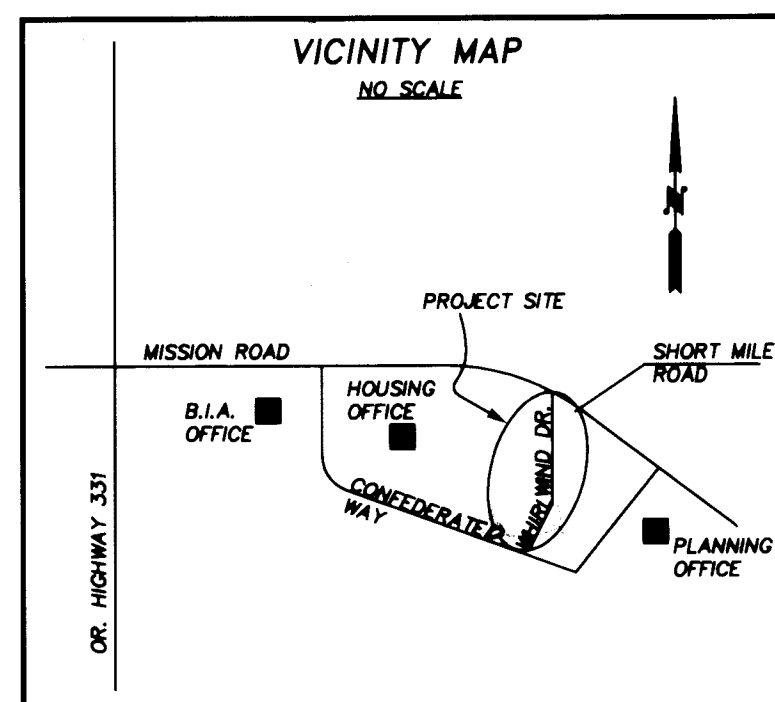 VICINITY MAP
NO SCALE
N
PROJECT SITE
MISSION ROAD
SHORT MILE
ROAD
HOUSING
OFFICE
B.I.A.
OFFICE
WHIRLWIND DR.
CONFEDERATED
WAY
PLANNING
OFFICE
OR. HIGHWAY 331